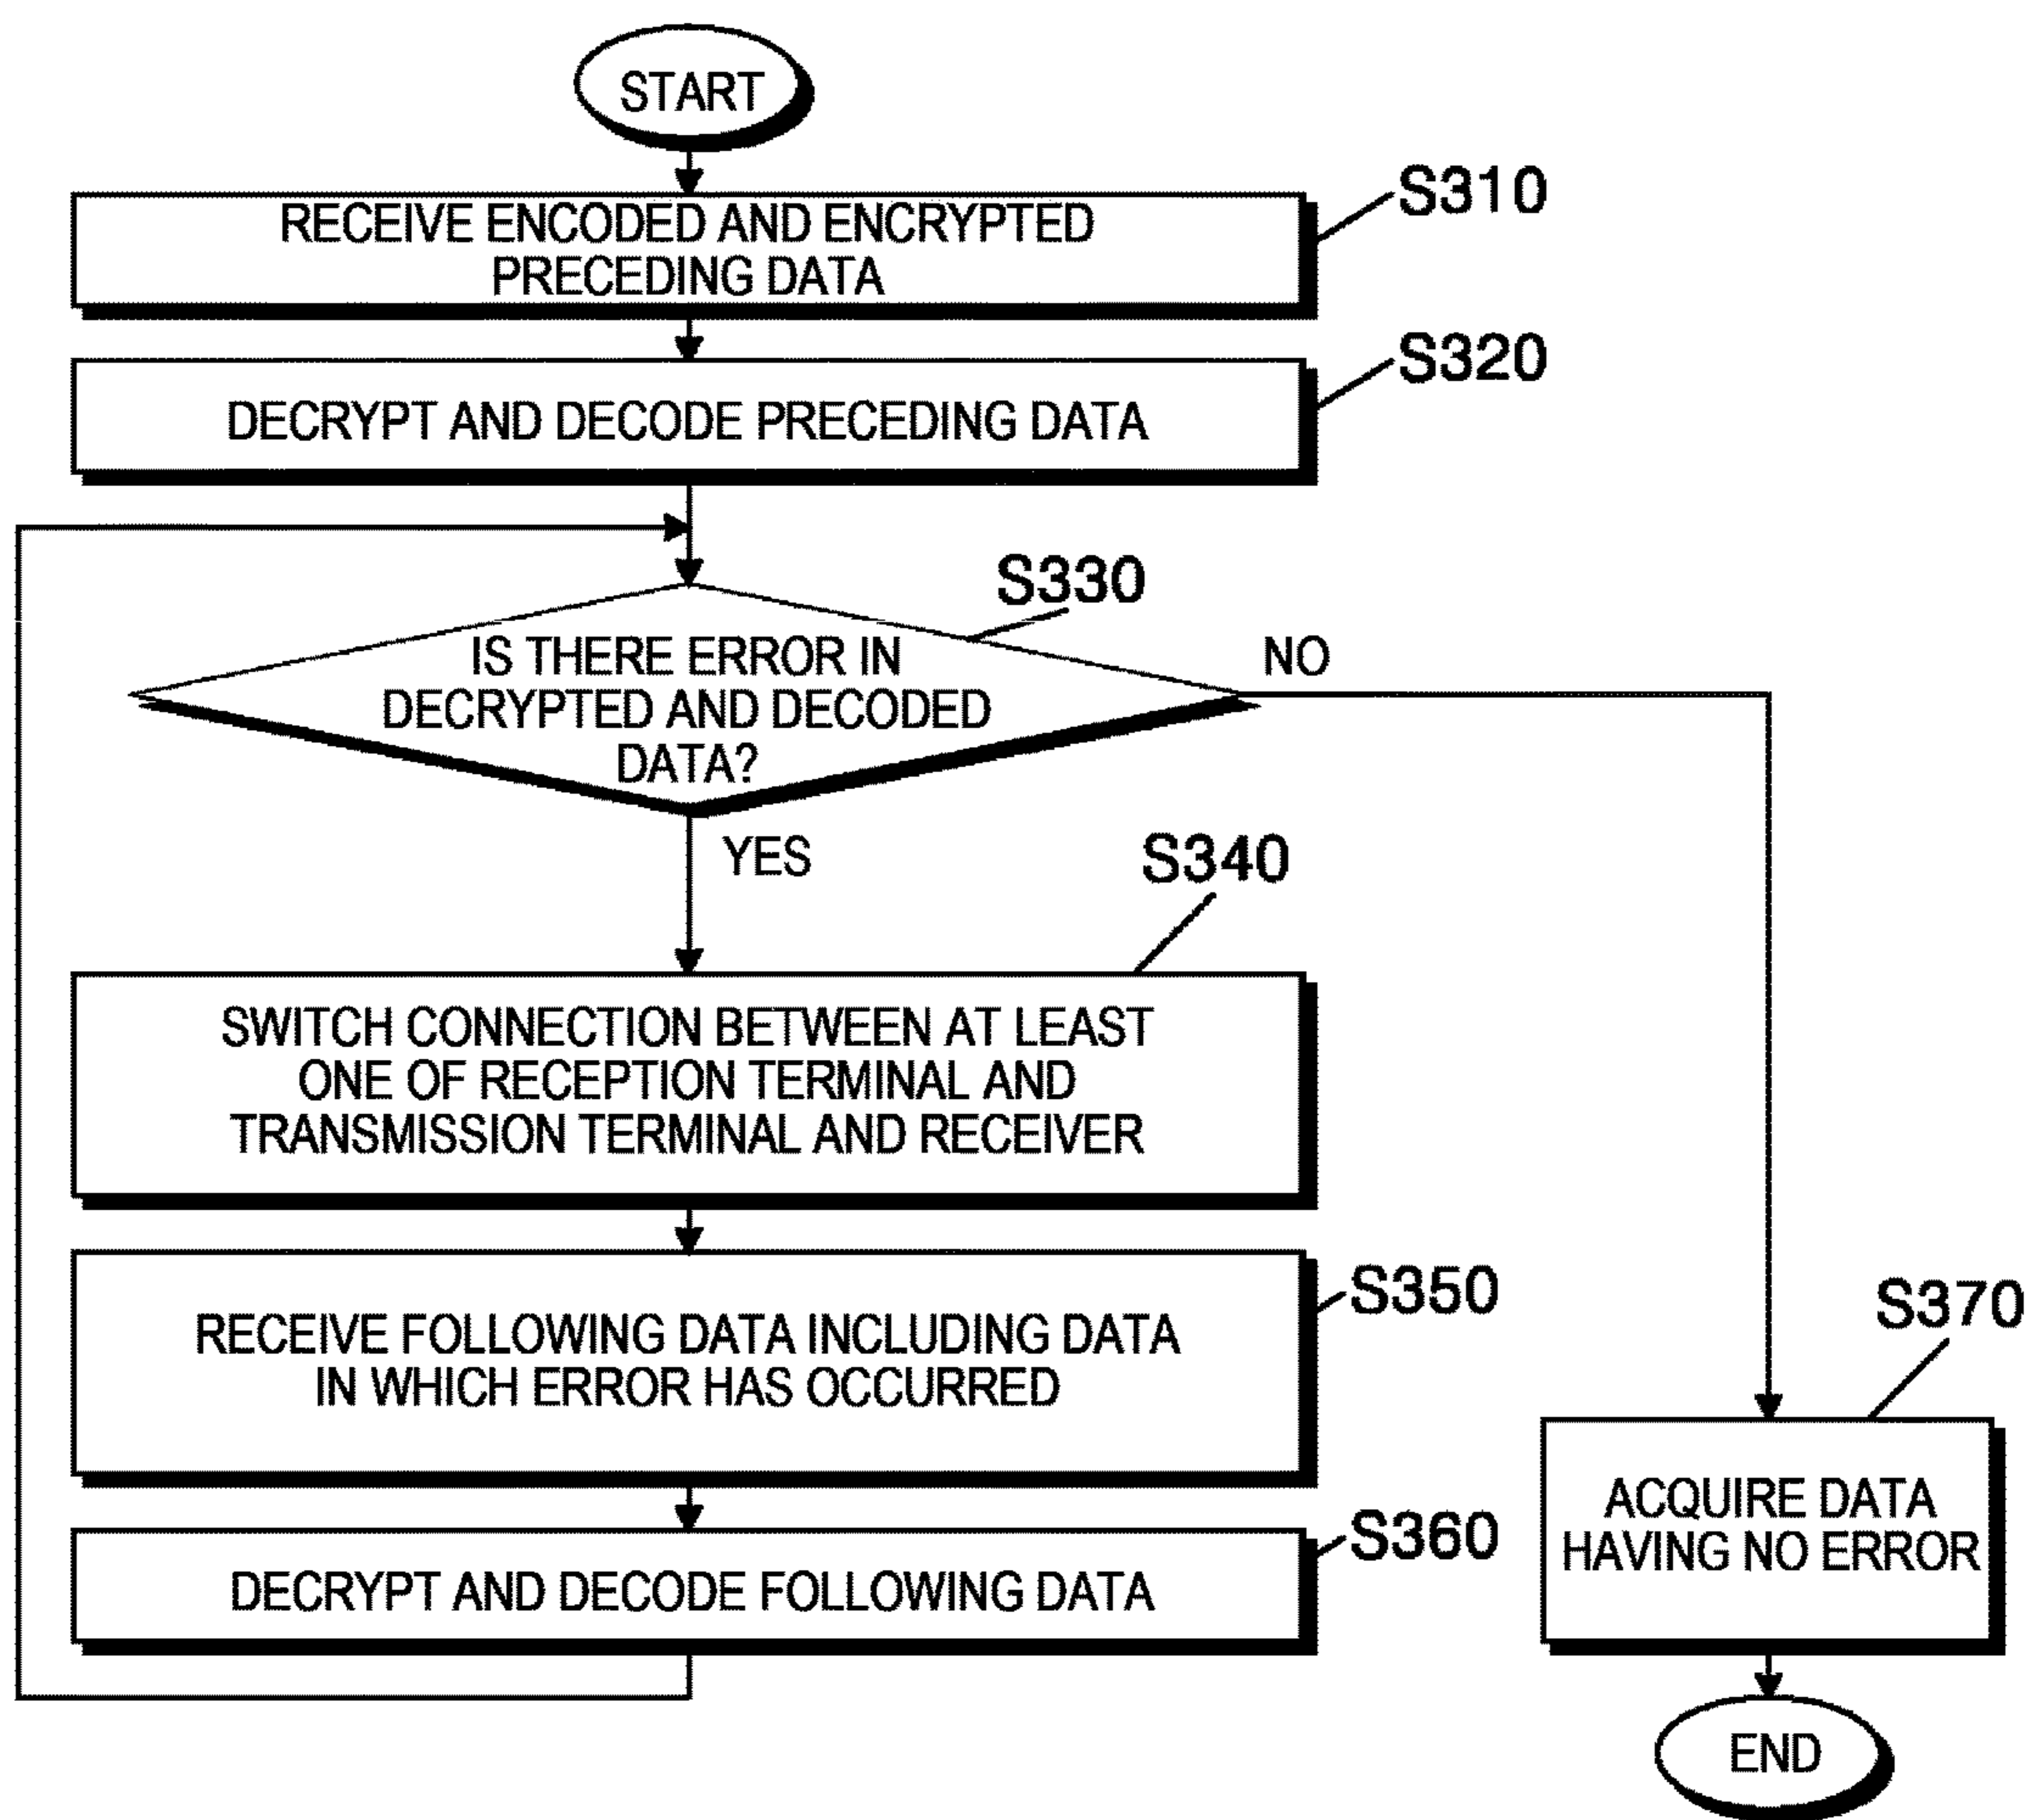 START
S310
RECEIVE ENCODED AND ENCRYPTED
PRECEDING DATA
S320
DECRYPT AND DECODE PRECEDING DATA
S330
IS THERE ERROR IN
DECRYPTED AND DECODED
DATA?
NO
YES
S340
SWITCH CONNECTION BETWEEN AT LEAST
ONE OF RECEPTION TERMINAL AND
TRANSMISSION TERMINAL AND RECEIVER
S350
RECEIVE FOLLOWING DATA INCLUDING DATA
IN WHICH ERROR HAS OCCURRED
S360
DECRYPT AND DECODE FOLLOWING DATA
S370
ACQUIRE DATA
HAVING NO ERROR
END